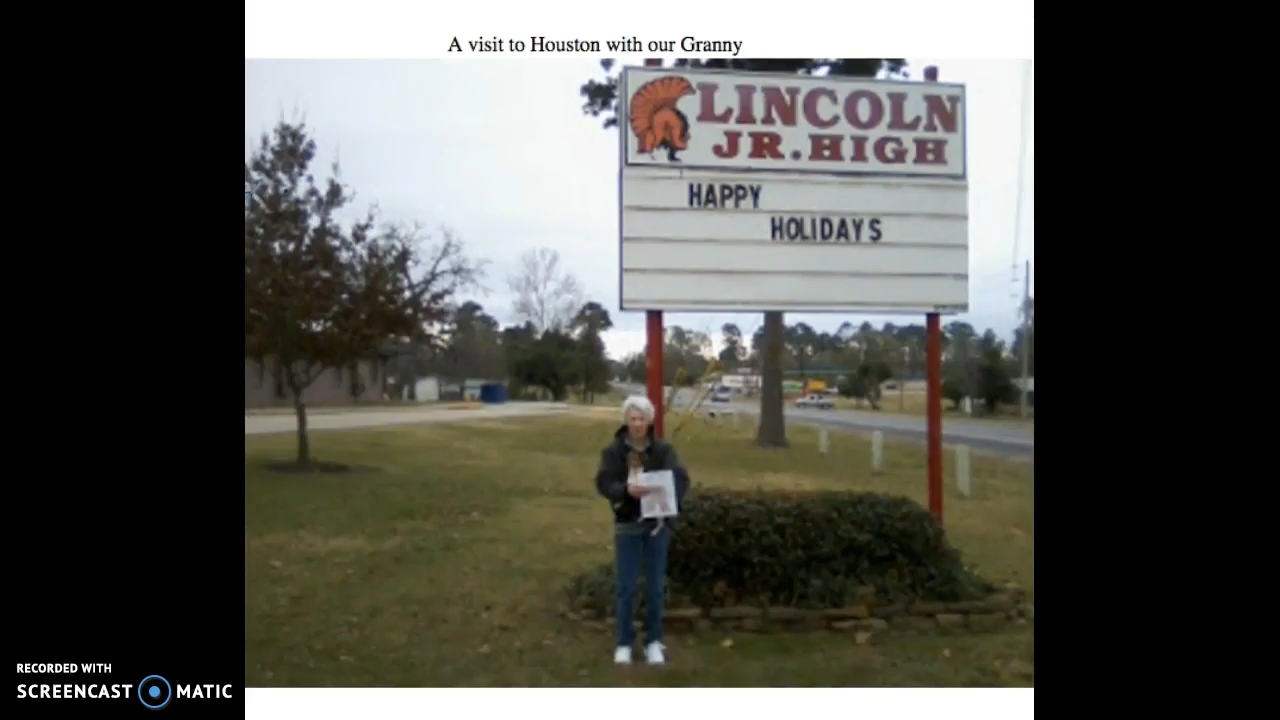 A visit to Houston with our Granny
LINCOLN
JR. HIGH
HAPPY
HOLIDAYS
RECORDED WITH
SCREENCAST MATIC